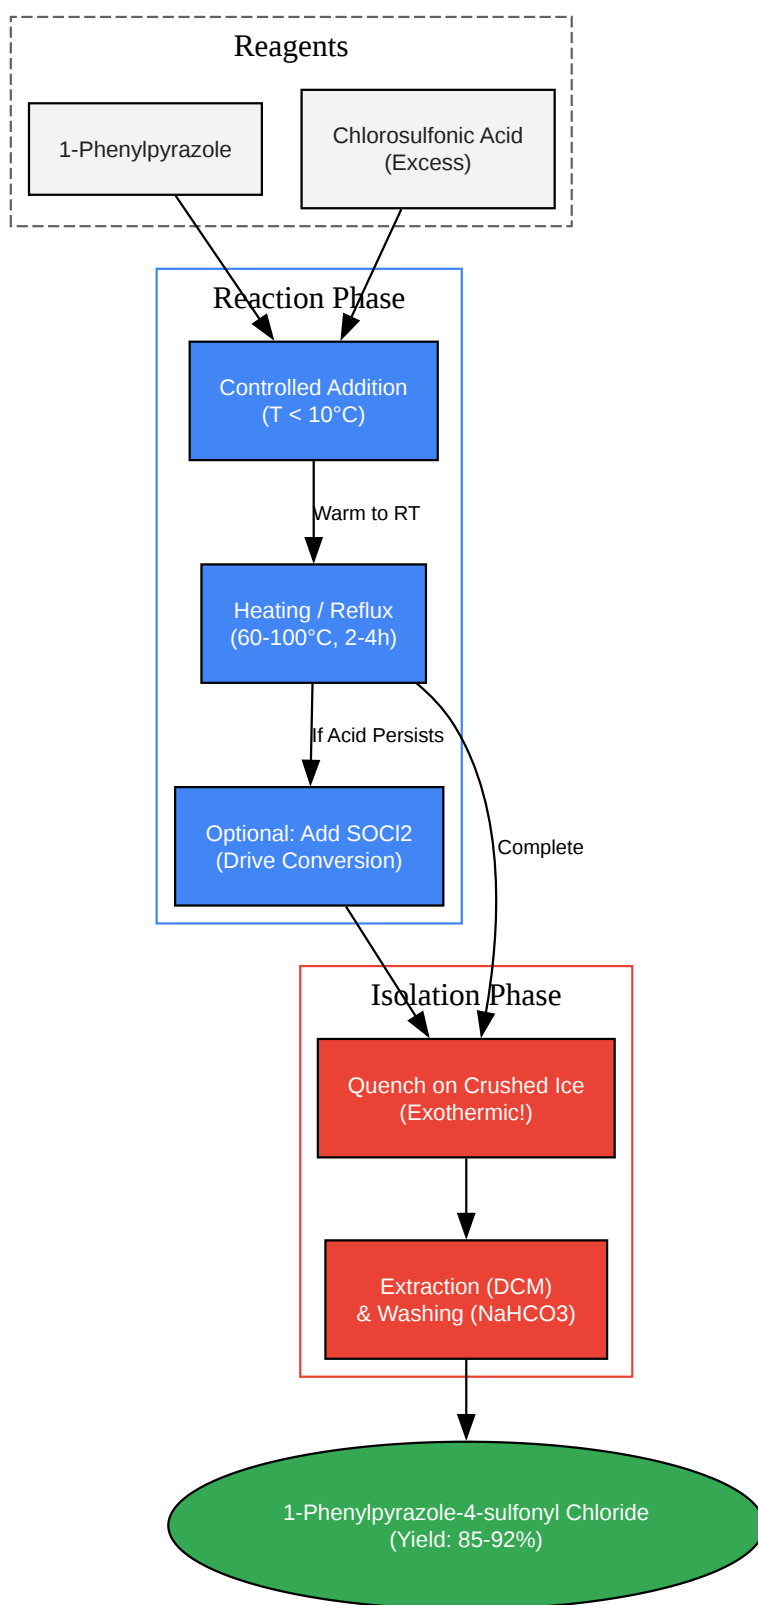 Reagents
1-Phenylpyrazole
Chlorosulfonic Acid
(Excess)
Reaction Phase
Controlled Addition
(T < 10°C)
Warm to RT
Heating / Reflux
(60-100°C, 2-4h)
If Acid Persists
Optional: Add SOCl2
(Drive Conversion)
Complete
Isolation Phase
Quench on Crushed Ice
(Exothermic!)
Extraction (DCM)
& Washing (NaHCO3)
1-Phenylpyrazole-4-sulfonyl Chloride
(Yield: 85-92%)